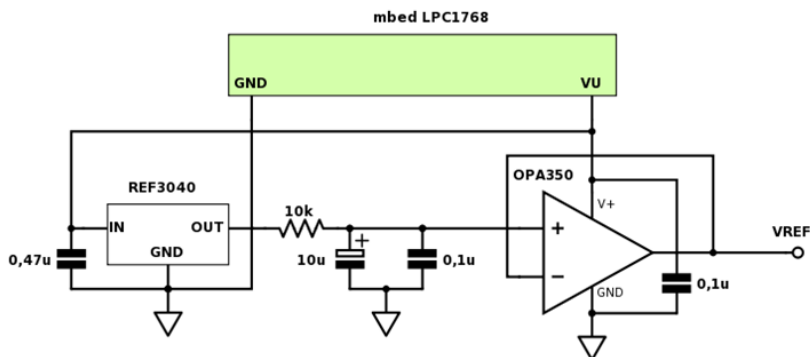 mbed LPC1768
GND
VU
REF3040
OPA350
10k
V+
IN
OUT
+
+
VREF
GND
0,47u
10u
0,1u
−
0,1u
GND